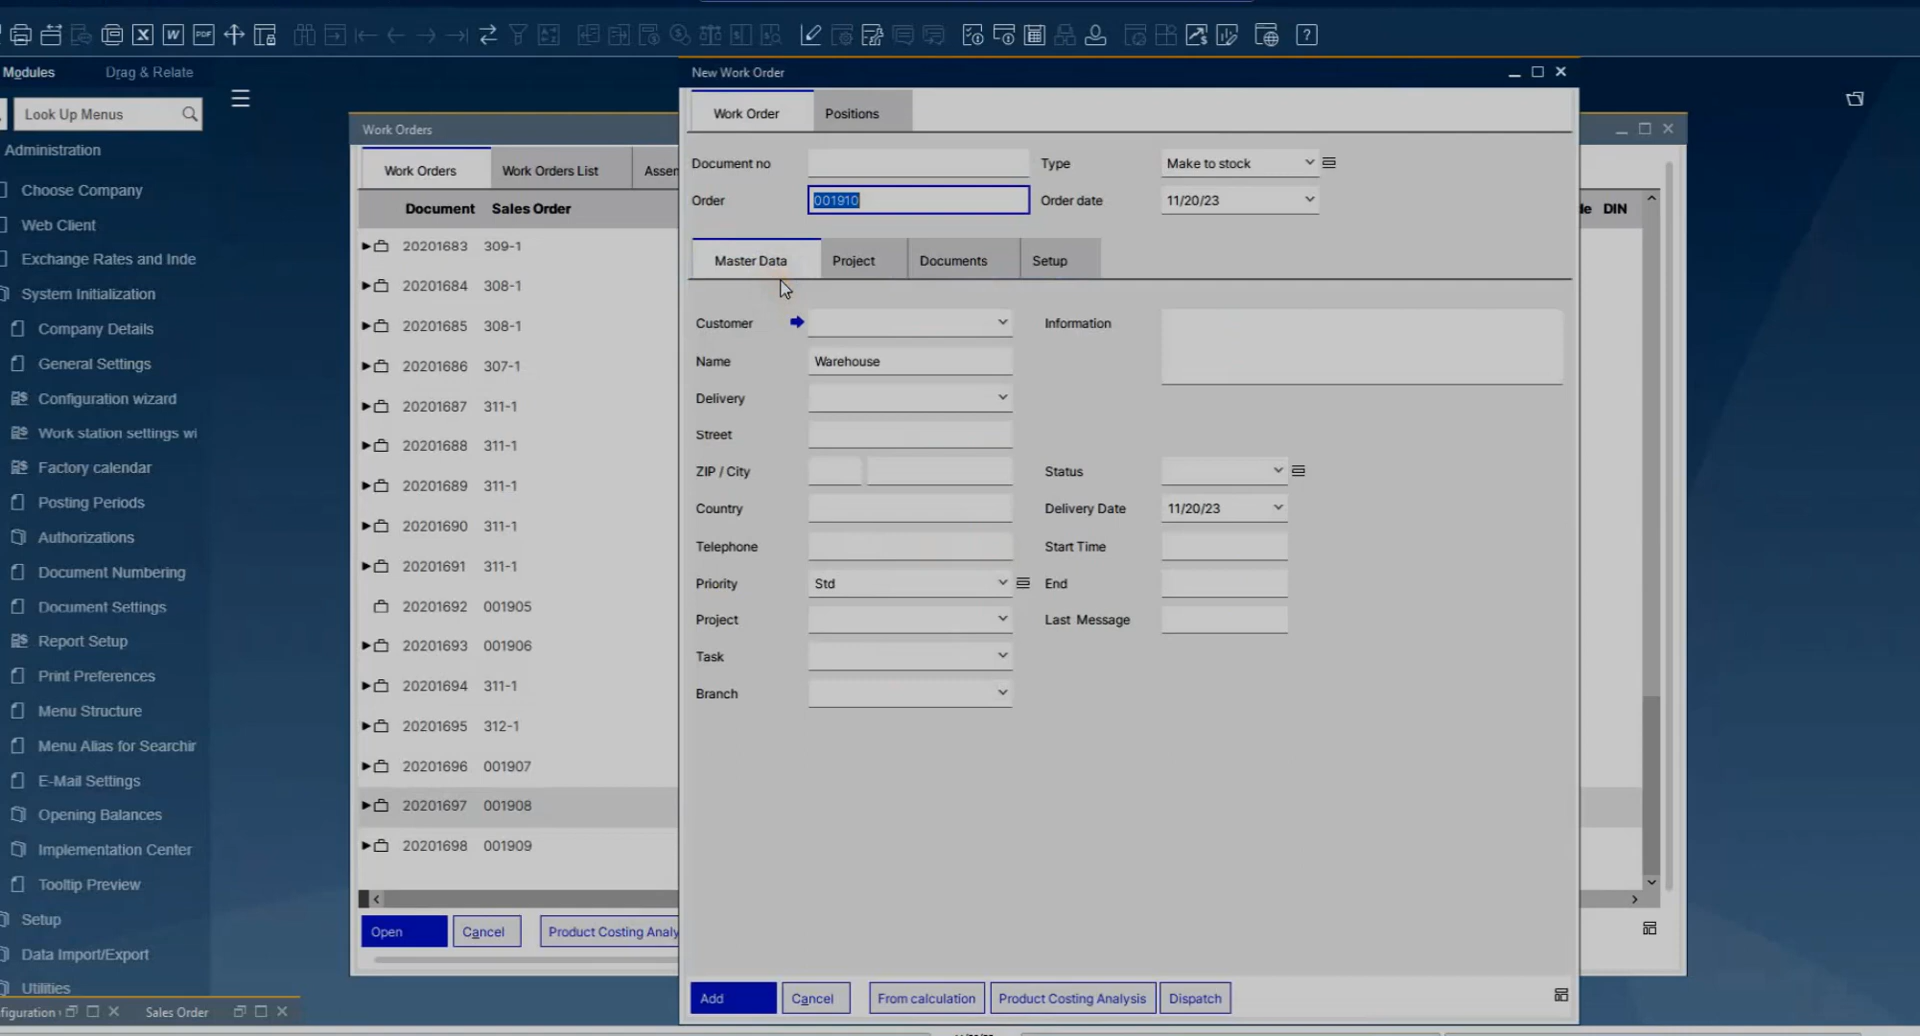 Modules
Drag & Relate
Look Up Menus
Administration
Choose Company
Web Client
Exchange Rates and Inde
System Initialization
Company Details
General Settings
Configuration wizard
Work station settings wi
Factory calendar
Posting Periods
Authorizations
Document Numbering
Document Settings
Report Setup
Print Preferences
Menu Structure
Menu Alias for Searchir
E-Mail Settings
Opening Balances
Implementation Center
Tooltip Preview
Setup
Data Import/Export
Utilities
figuration
Sales Order
Work Orders
Work Orders
Work Orders List
Assem
Document
Sales Order
DIN
20201683 309-1
20201684 308-1
20201685 308-1
20201686 307-1
20201687 311-1
20201688 311-1
20201689 311-1
20201690 311-1
20201691 311-1
20201692 001905
20201693 001906
20201694 311-1
20201695 312-1
20201696 001907
20201697 001908
20201698 001909
Open
Cancel
Product Costing Analy
New Work Order
Work Order
Positions
Document no
Type
Make to stock
Order
001910
Order date
11/20/23
Master Data
Project
Documents
Setup
Customer
Information
Name
Warehouse
Delivery
Street
ZIP / City
Status
Country
Delivery Date
11/20/23
Telephone
Start Time
Priority
Std
End
Project
Last Message
Task
Branch
Add
Cancel
From calculation
Product Costing Analysis
Dispatch